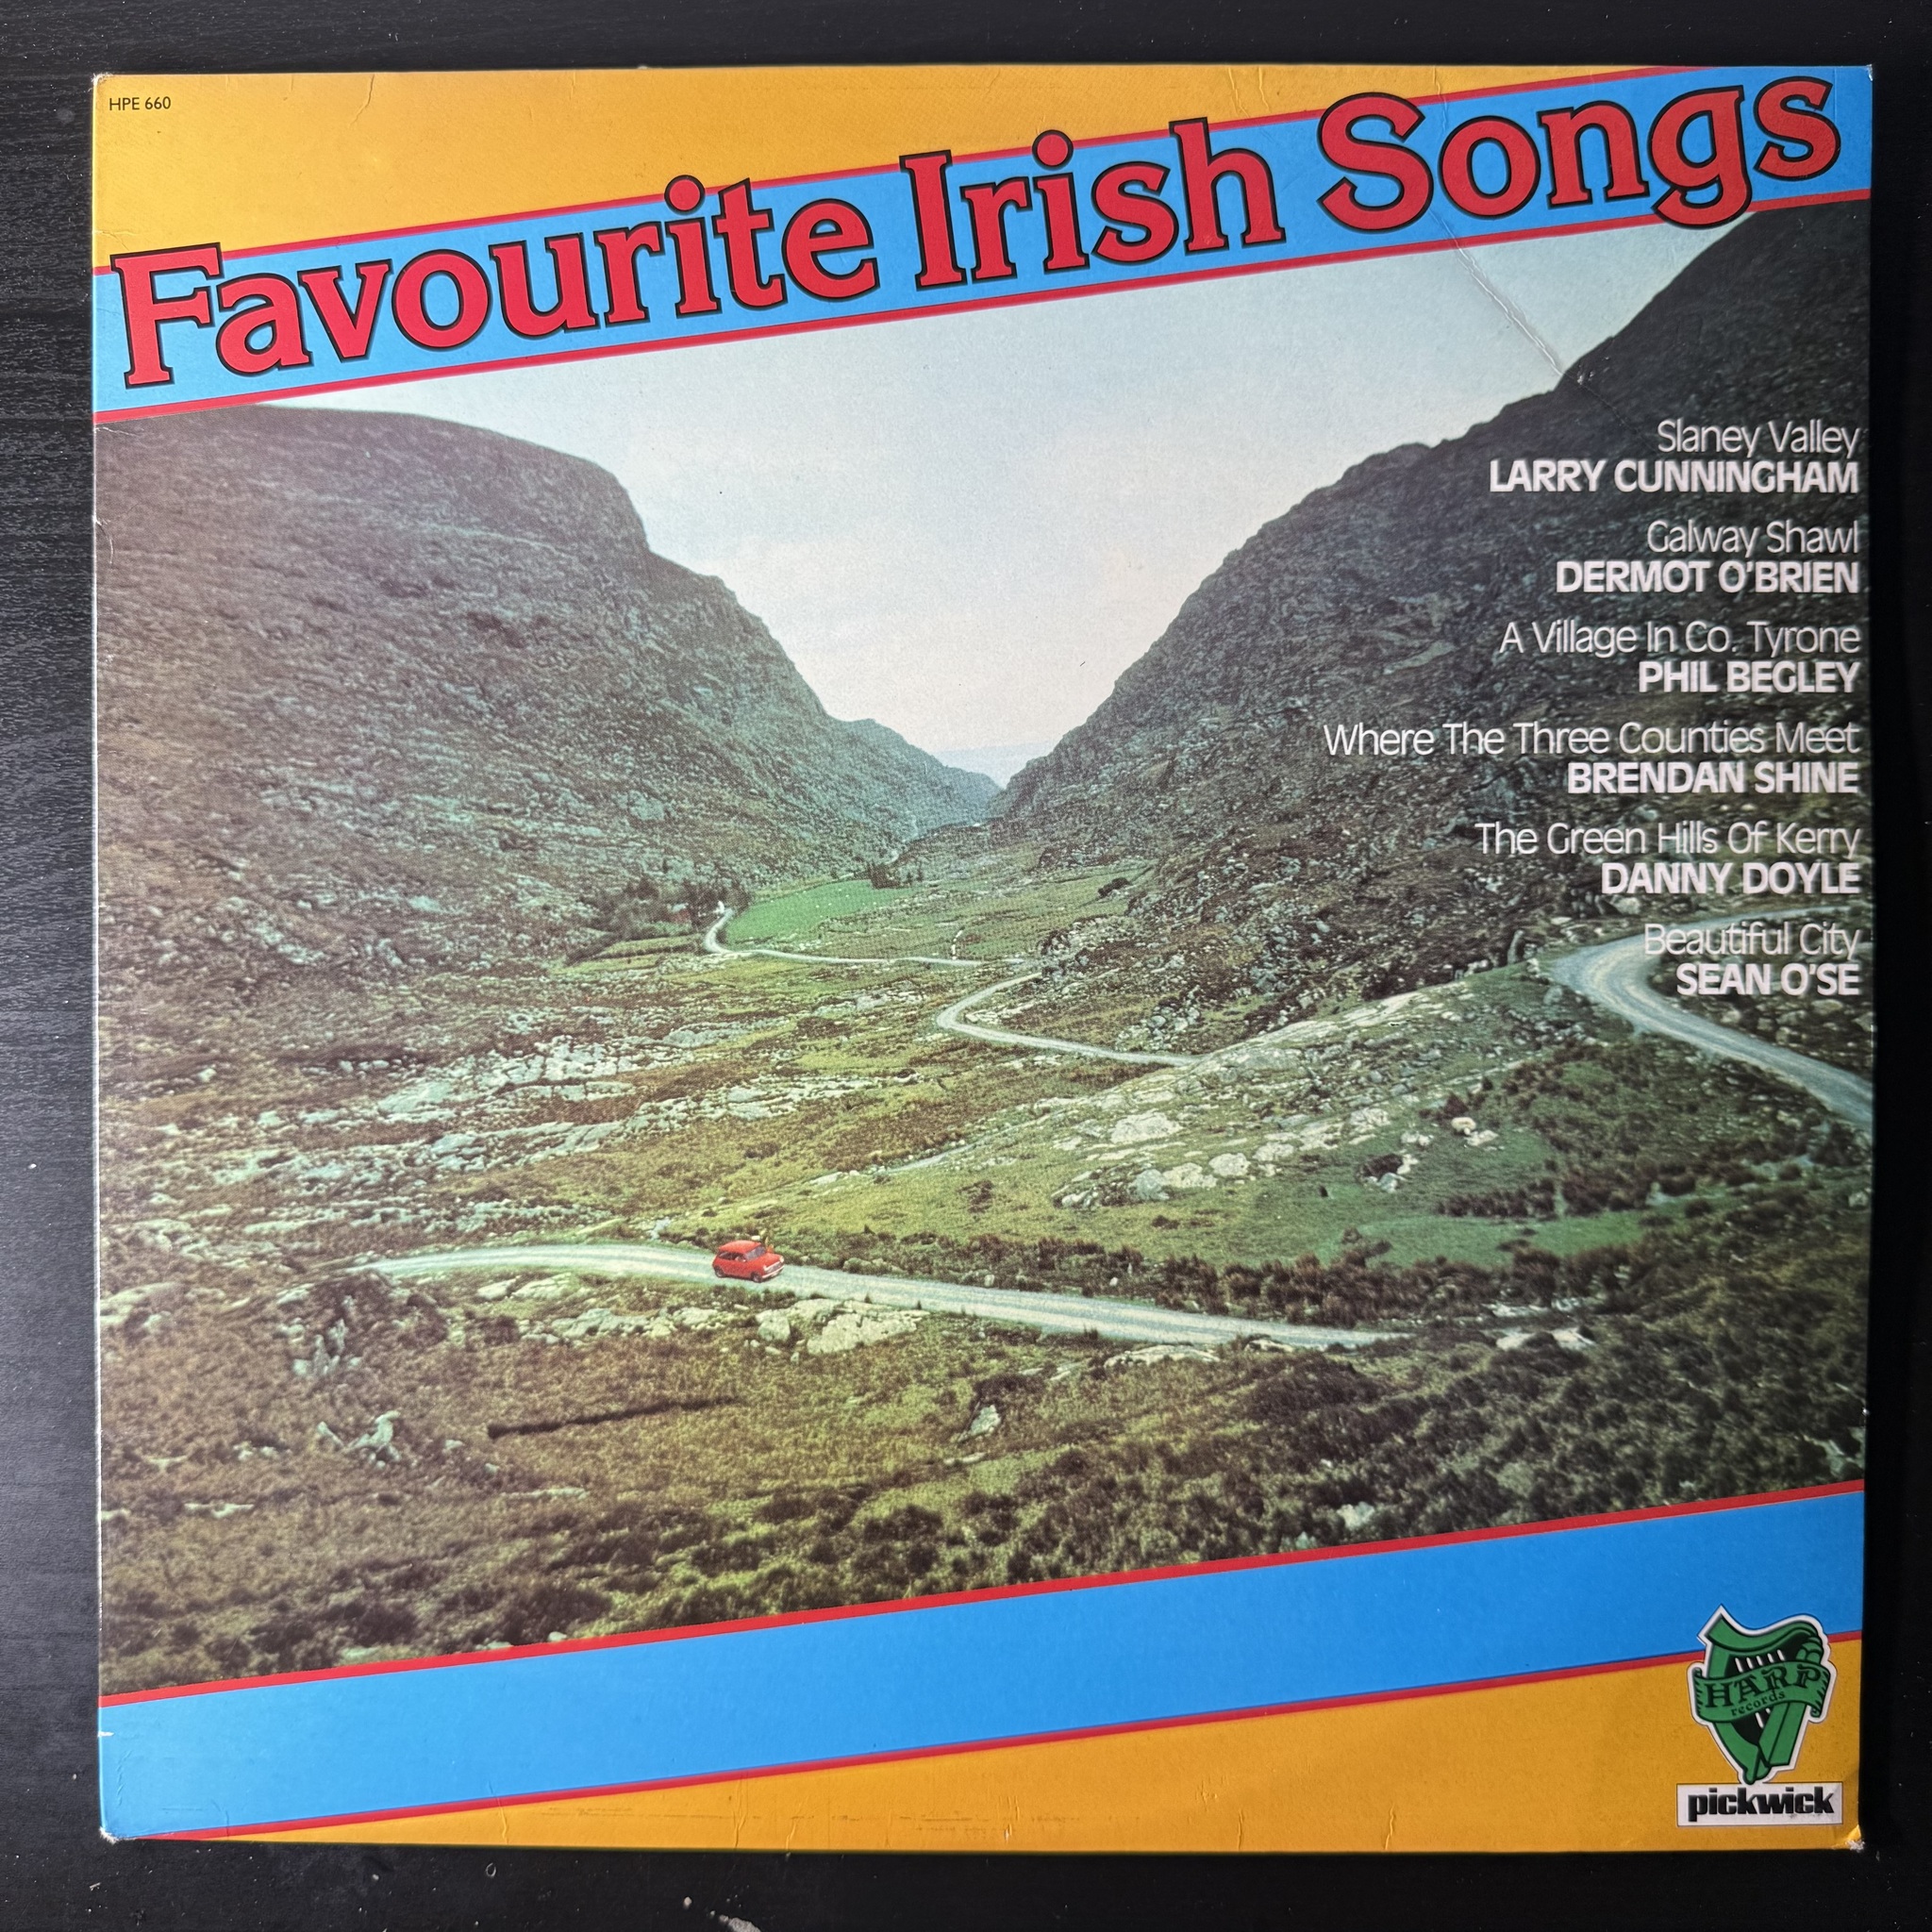 HPE 660
Favourite Irish Songs
Slaney Valley
LARRY CUNNINGHAM
Galway Shawl
DERMOT O'BRIEN
A Village In Co. Tyrone
PHIL BEGLEY
Where The Three Counties Meet
BRENDAN SHINE
The Green Hills Of Kerry
DANNY DOYLE
Beautiful City
SEAN O'SE
HARP
records
pickwick